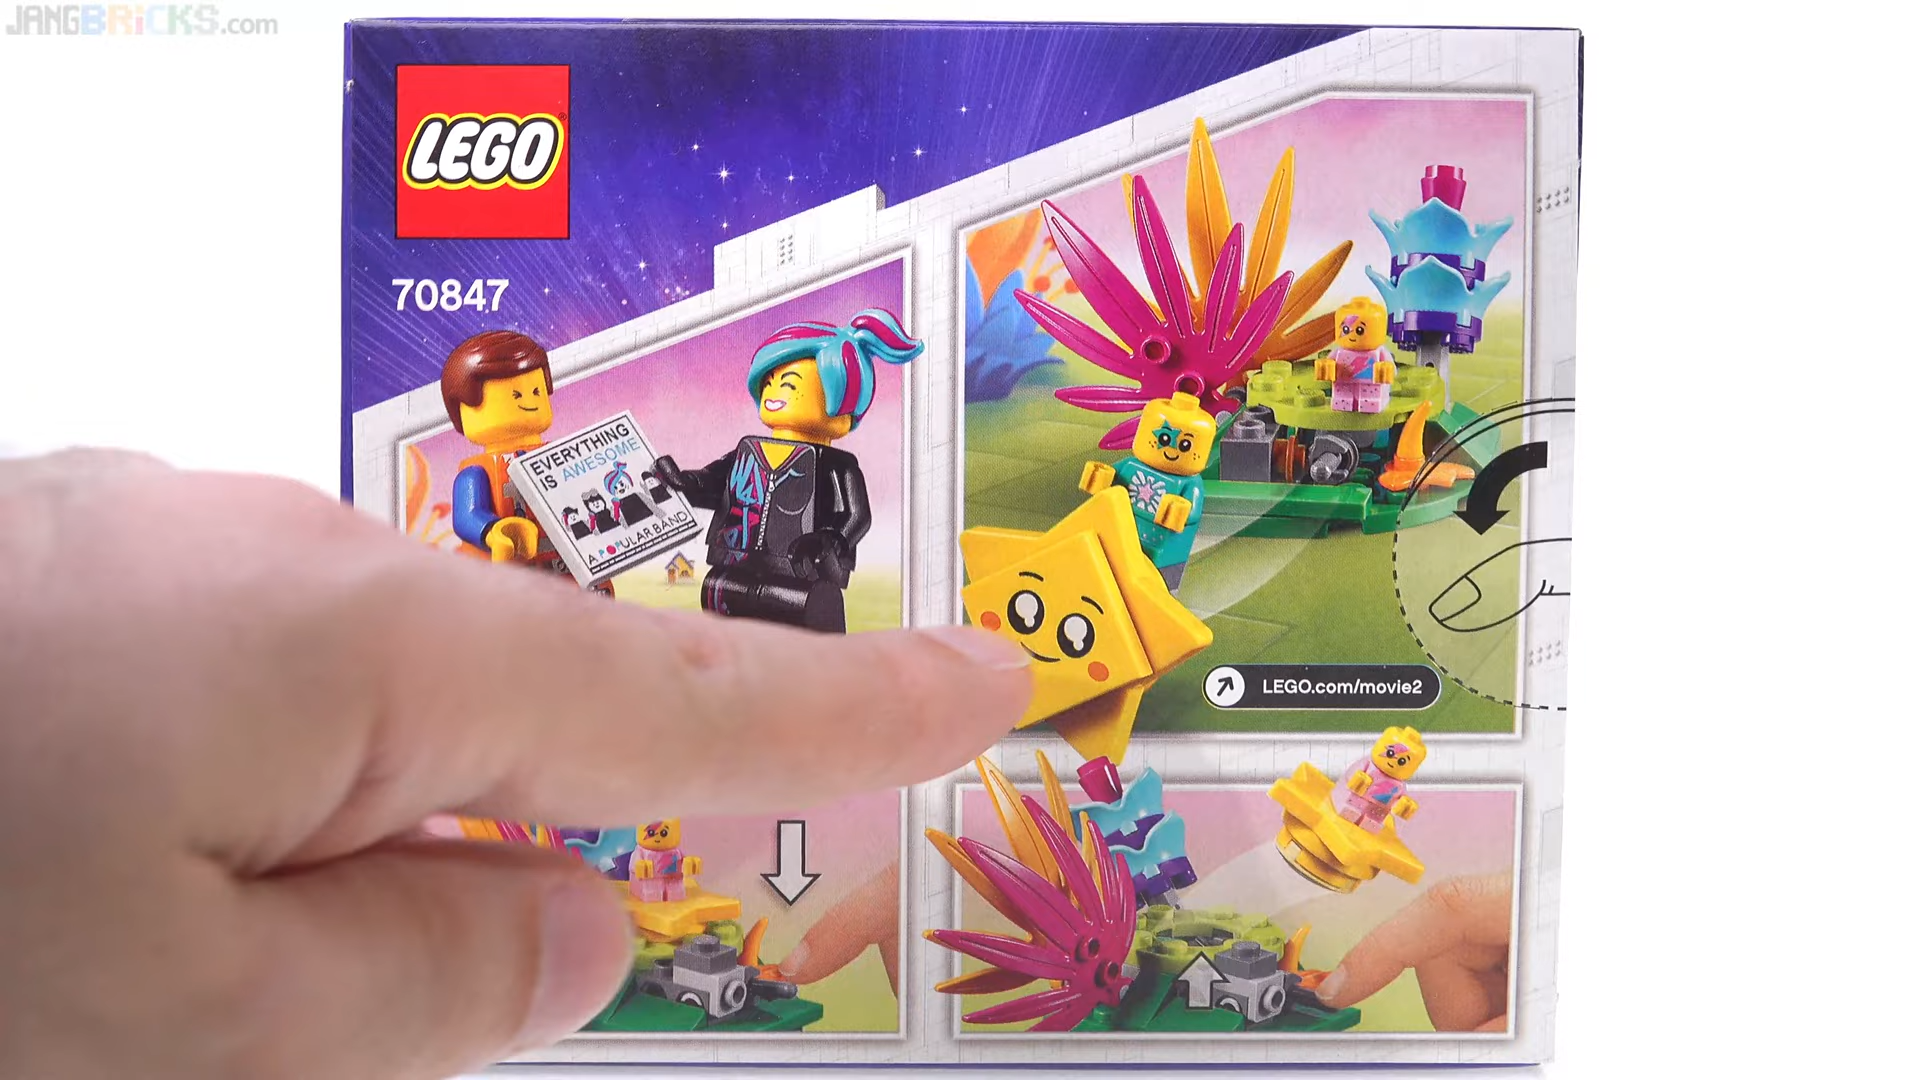 JANGBRiCKS.com
LEGO®
70847
EVERYTHING
IS AWESOME
A POPULAR BAND
LEGO.com/movie2